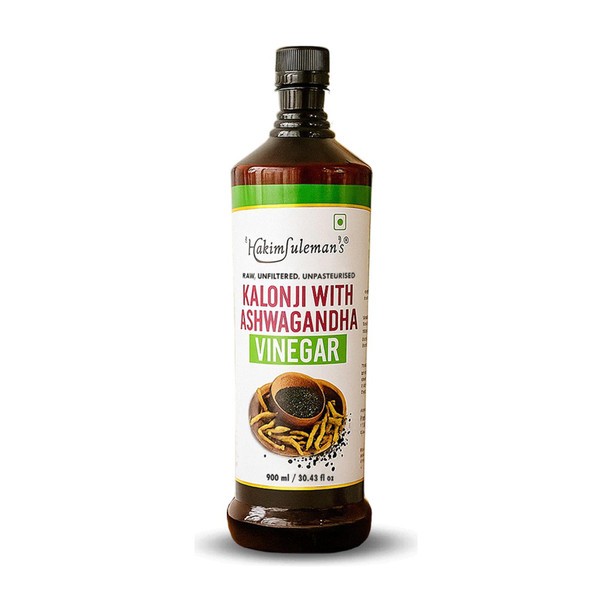 HakimSuleman's®
RAW, UNFILTERED, UNPASTEURISED
KALONJI WITH
ASHWAGANDHA
VINEGAR
900 ml / 30.43 fl oz